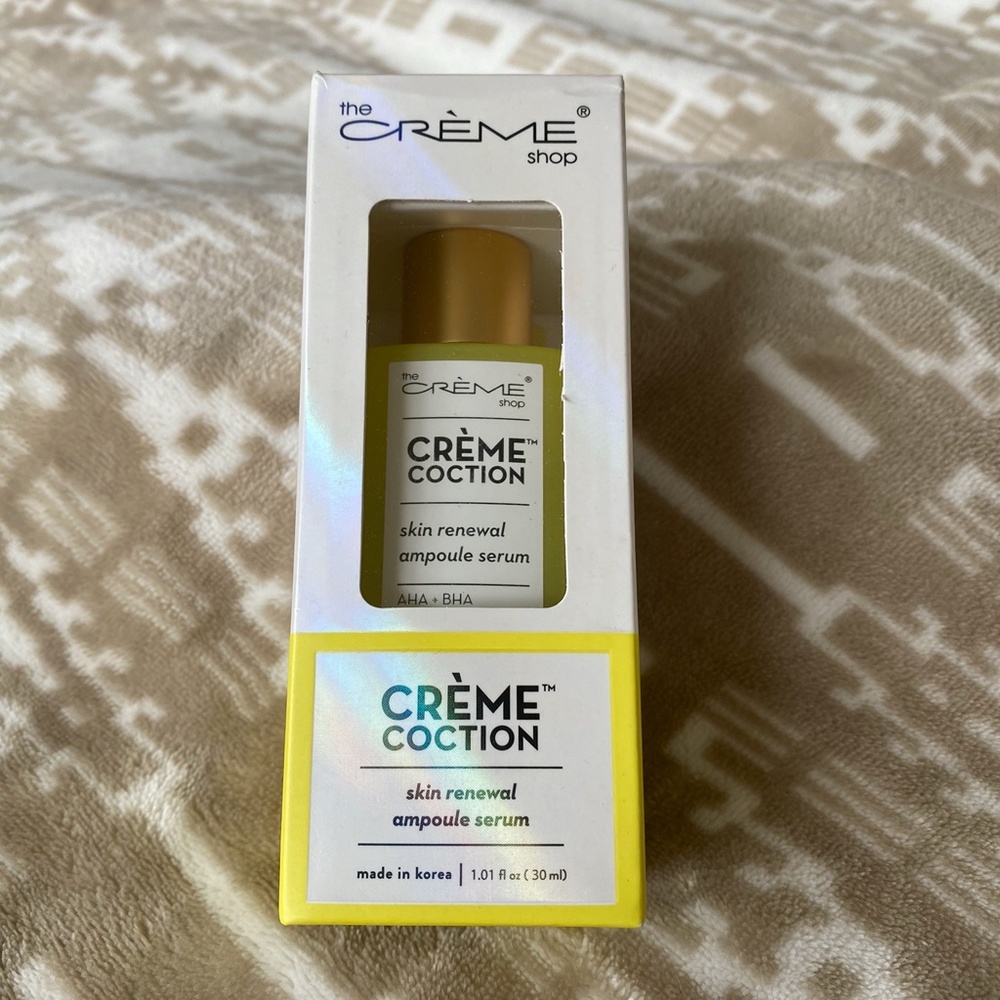 the
CRÈME®
shop
the
CRÈME®
shop
CRÈME™
COCTION
skin renewal
ampoule serum
AHA + BHA
CRÈME™
COCTION
skin renewal
ampoule serum
made in korea | 1.01 fl oz ( 30 ml)